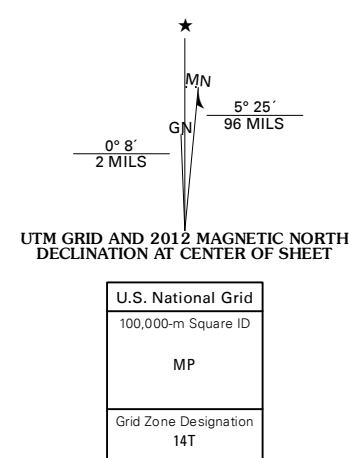 ★
MN
5° 25´
96 MILS
GN
0° 8´
2 MILS
UTM GRID AND 2012 MAGNETIC NORTH
DECLINATION AT CENTER OF SHEET
U.S. National Grid
100,000-m Square ID
MP
Grid Zone Designation
14T